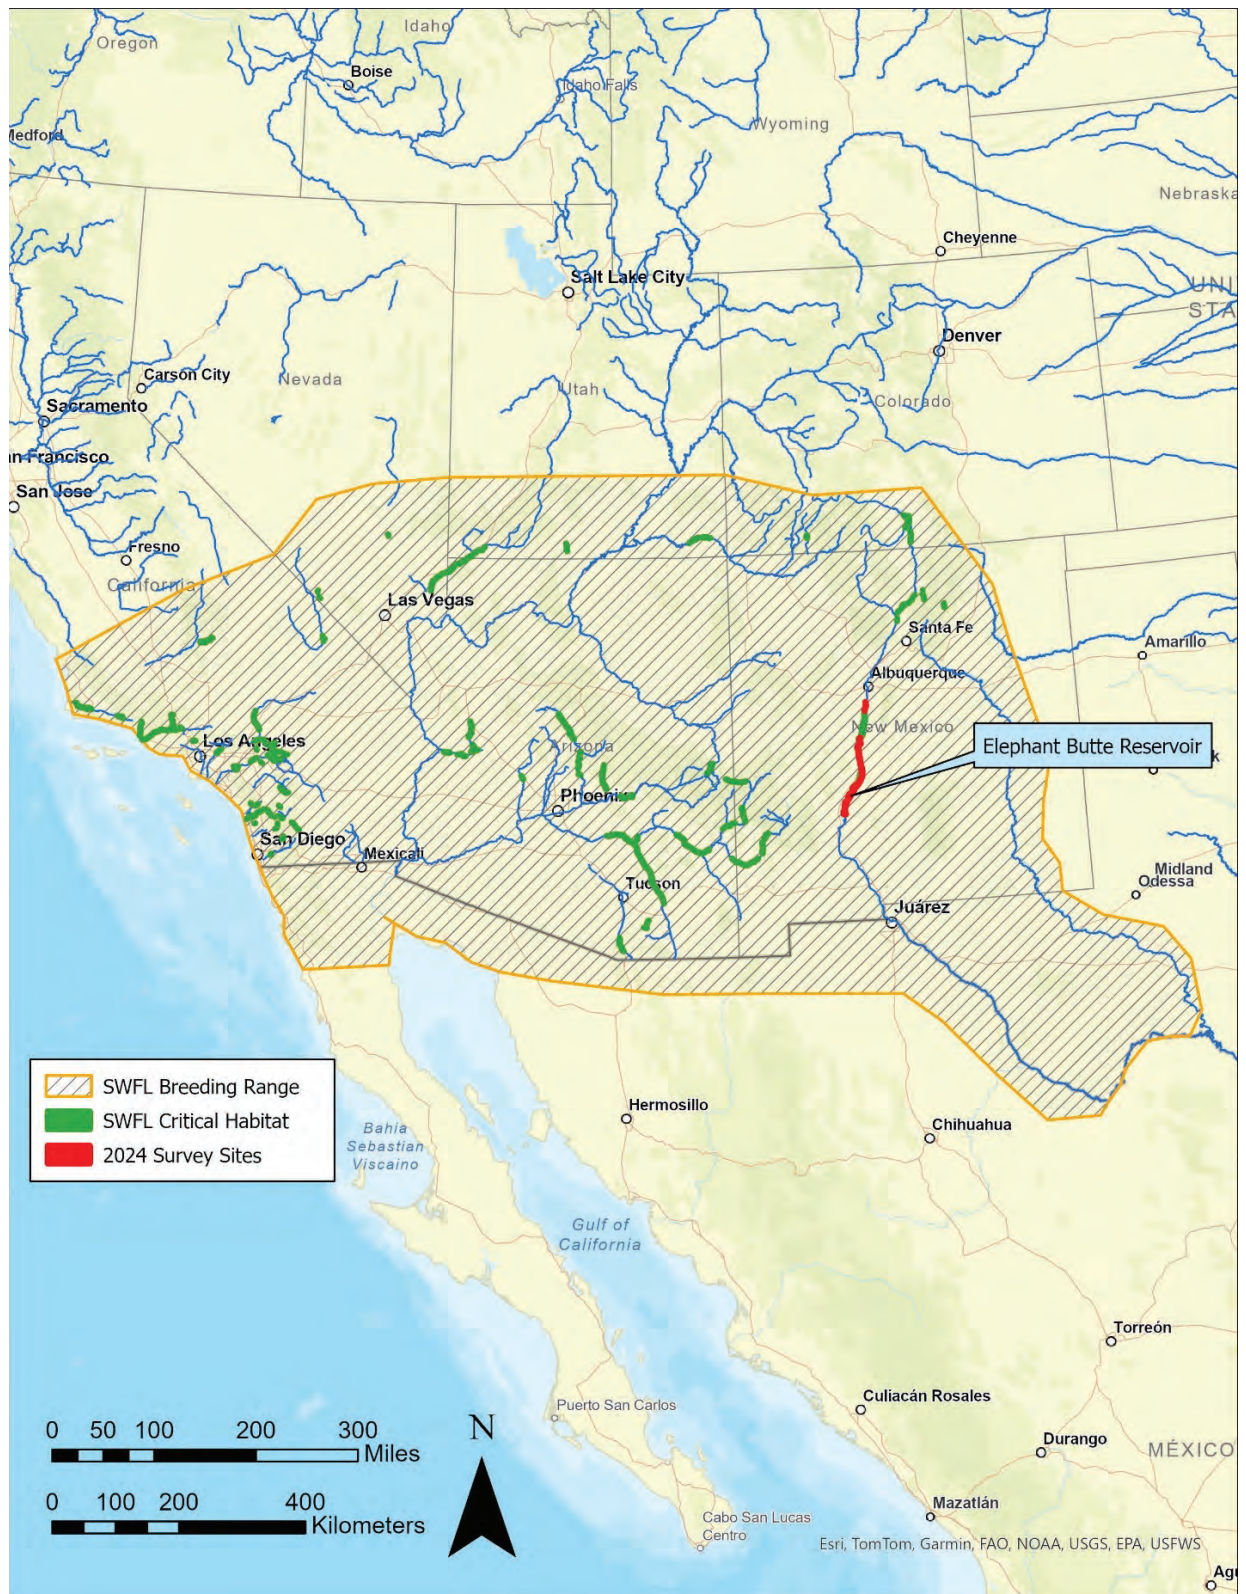 Oregon
Idaho
Boise
Idaho Falls
Wyoming
Medford
Nebraska
Cheyenne
Salt Lake City
UNI
STA
Denver
Carson City
Nevada
Utah
Colorado
Sacramento
n Francisco
San Jose
Fresno
California
Las Vegas
Santa Fe
Amarillo
Albuquerque
New Mexico
Elephant Butte Reservoir
k
Los Angeles
Arizona
Phoenix
San Diego
Mexicali
Midland
Odessa
Tucson
Juárez
SWFL Breeding Range
SWFL Critical Habitat
2024 Survey Sites
Hermosillo
Chihuahua
Bahia
Sebastian
Viscaino
Gulf of
California
Torreón
Culiacán Rosales
Puerto San Carlos
Durango
MÉXICO
0 50 100 200 300
Miles
0 100 200 400
Kilometers
N
Mazatlán
Cabo San Lucas
Centro
Esri, TomTom, Garmin, FAO, NOAA, USGS, EPA, USFWS
Agu